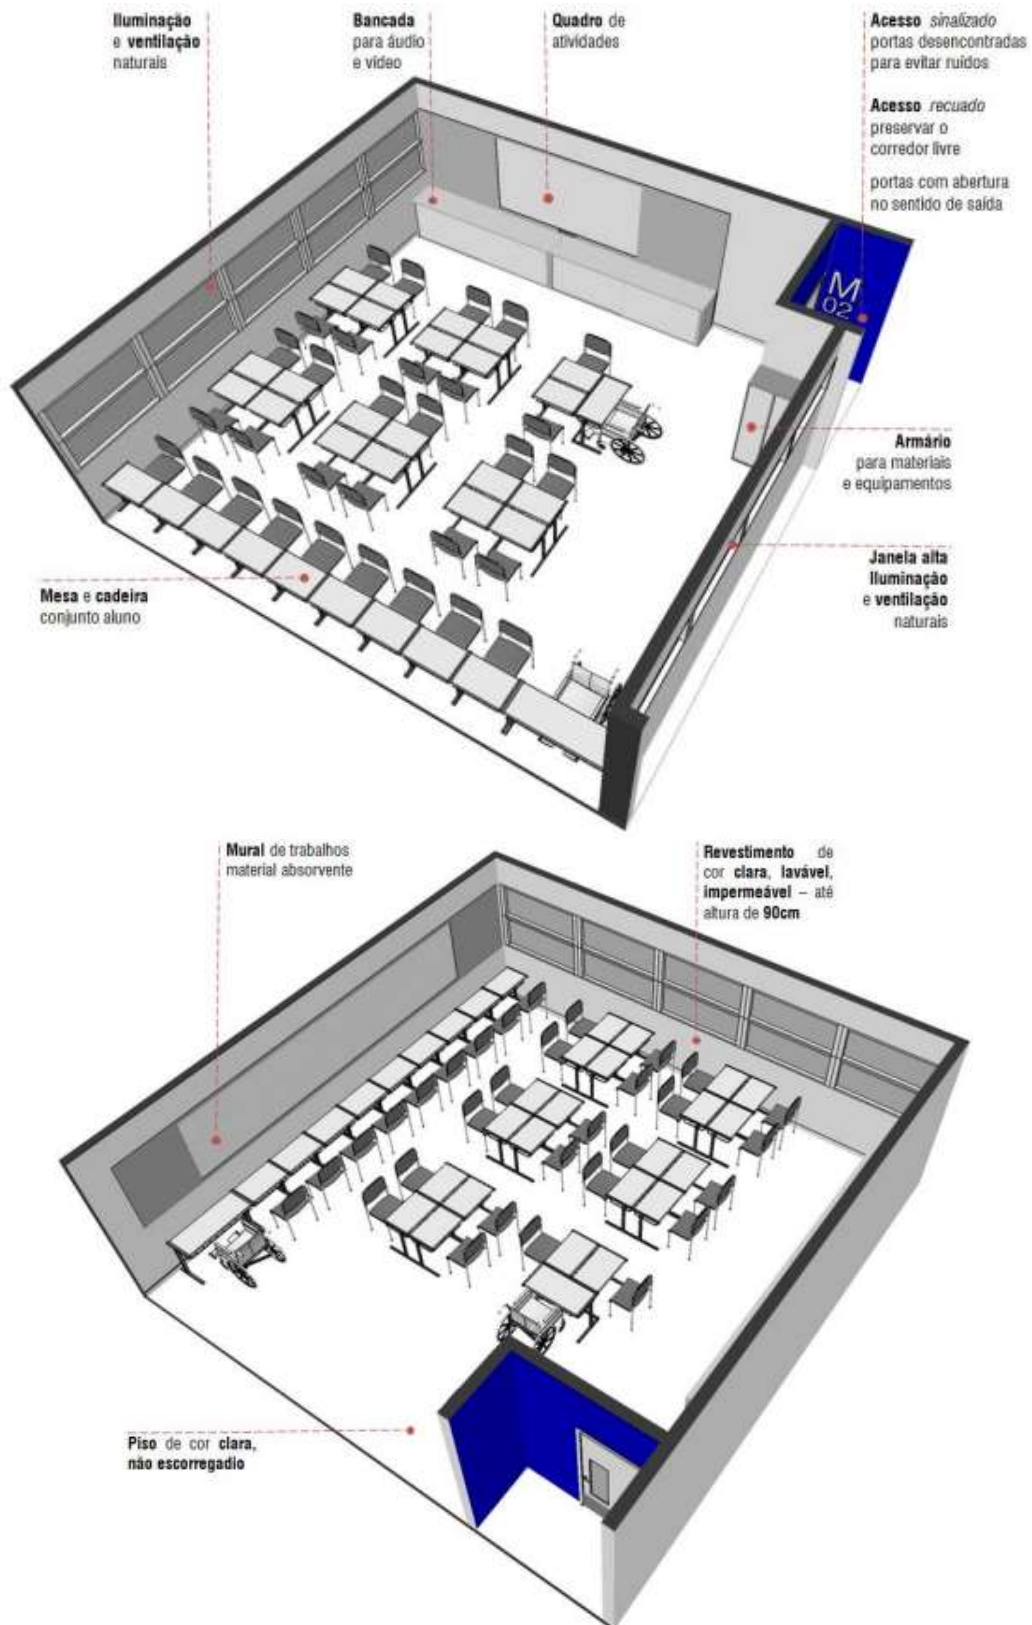 Iluminação
e ventilação
naturais
Bancada
para áudio
e vídeo
Quadro de
atividades
Acesso sinalizado
portas desencontradas
para evitar ruídos
Acesso recuado
preservar o
corredor livre
portas com abertura
no sentido de saída
M
02
Armário
para materiais
e equipamentos
Janela alta
Iluminação
e ventilação
naturais
Mesa e cadeira
conjunto aluno
Mural de trabalhos
material absorvente
Revestimento de
cor clara, lavável,
impermeável – até
altura de 90cm
Piso de cor clara,
não escorregadio